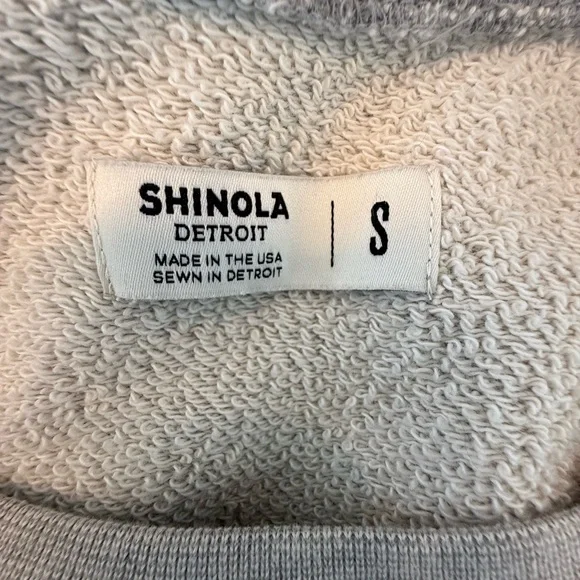 SHINOLA
DETROIT
MADE IN THE USA
SEWN IN DETROIT
S